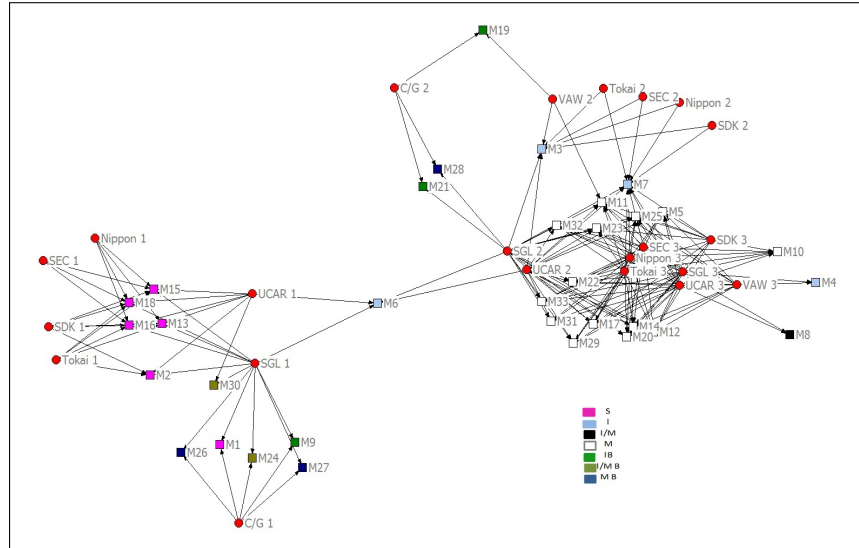 M19
C/G 2
VAW 2
Tokai 2
SEC 2
Nippon 2
SDK 2
M3
M28
M21
M7
M11
M5
M25
M32
M23
Nippon 1
SEC 1
SGL 2
SEC 3
SDK 3
M10
Nippon 3
UCAR 2
Tokai 3
SGL 3
M22
UCAR 3
VAW 3
M4
M15
UCAR 1
M18
M6
M33
M16
M13
M31
M17
M14
M12
SDK 1
M20
M29
M8
Tokai 1
SGL 1
M2
M30
S
I
I/M
M
I B
I/M B
M B
M1
M9
M26
M24
M27
C/G 1